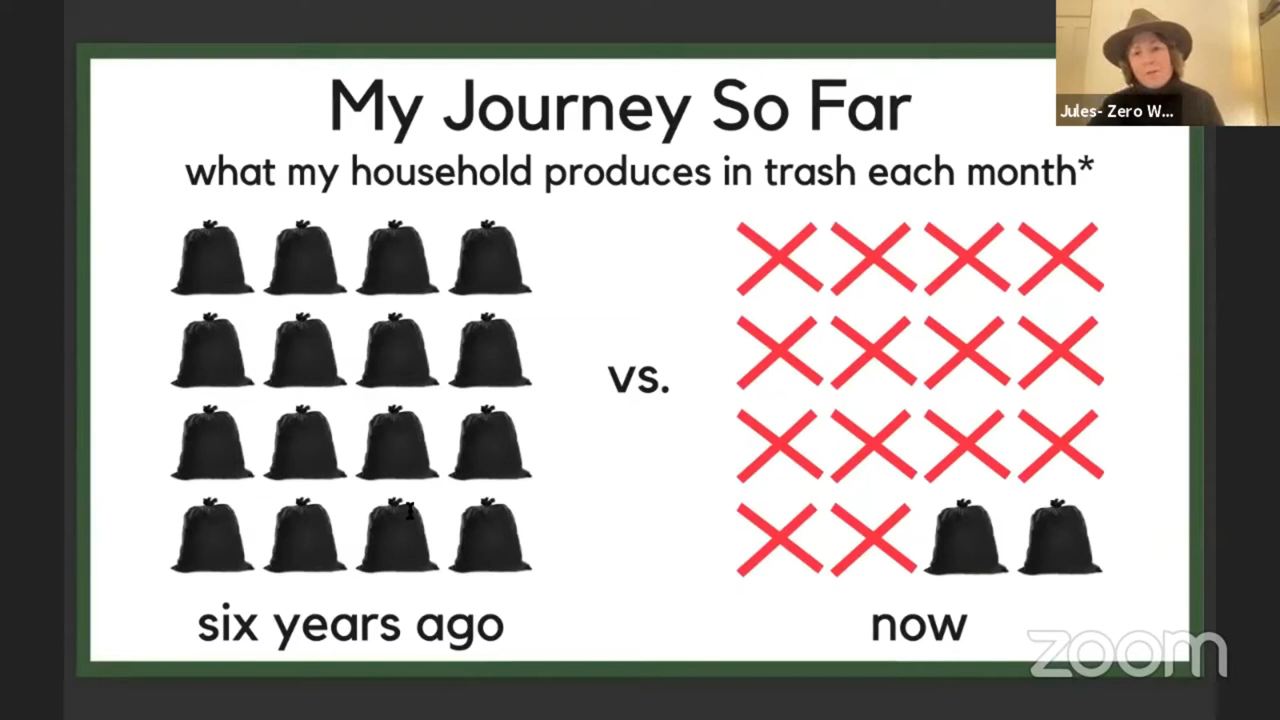 My Journey So Far
Jules- Zero W...
what my household produces in trash each month*
vs.
six years ago
now
zoom